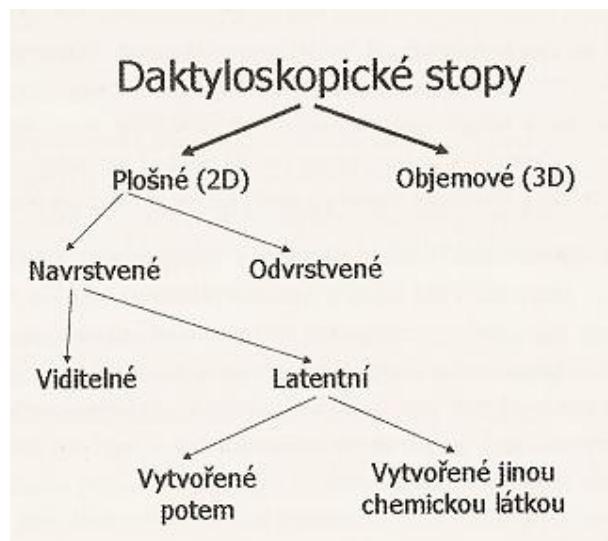 Daktyloskopické stopy
Plošné (2D)
Objemové (3D)
Navrstvené
Odvrstvené
Viditelné
Latentní
Vytvořené
potem
Vytvořené jinou
chemickou látkou